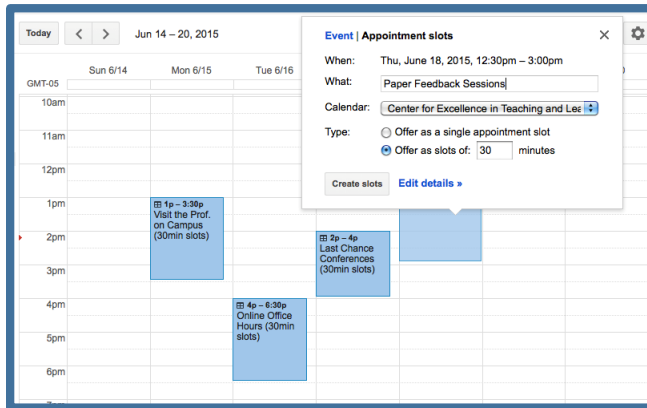 Today
Jun 14 – 20, 2015
Event | Appointment slots
When: Thu, June 18, 2015, 12:30pm – 3:00pm
What: Paper Feedback Sessions
Calendar: Center for Excellence in Teaching and Lea
Type: Offer as a single appointment slot
Offer as slots of: 30 minutes
Create slots Edit details »
Sun 6/14 Mon 6/15 Tue 6/16
GMT-05
10am
11am
12pm
1pm
2pm
3pm
4pm
5pm
6pm
1p – 3:30p
Visit the Prof.
on Campus
(30min slots)
4p – 6:30p
Online Office
Hours (30min
slots)
2p – 4p
Last Chance
Conferences
(30min slots)